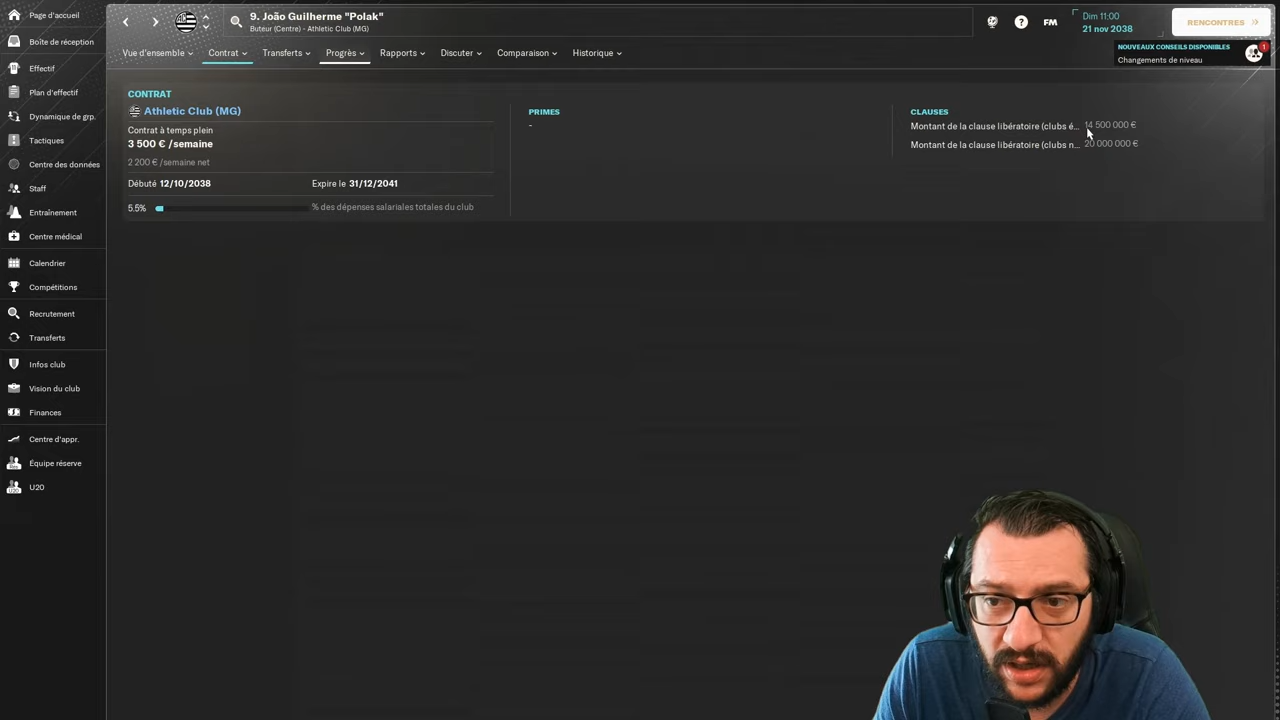 Page d'accueil
Boîte de réception
Effectif
Plan d'effectif
Dynamique de grp.
Tactiques
Centre des données
Staff
Entraînement
Centre médical
Calendrier
Compétitions
Recrutement
Transferts
Infos club
Vision du club
Finances
Centre d'appr.
Équipe réserve
U20
9. João Guilherme "Polak"
Buteur (Centre) - Athletic Club (MG)
FM
Dim 11:00
21 nov 2038
RENCONTRES
Vue d'ensemble
Contrat
Transferts
Progrès
Rapports
Discuter
Comparaison
Historique
NOUVEAUX CONSEILS DISPONIBLES
Changements de niveau
1
CONTRAT
Athletic Club (MG)
Contrat à temps plein
3 500 € /semaine
2 200 € /semaine net
Débuté 12/10/2038 Expire le 31/12/2041
5.5% % des dépenses salariales totales du club
PRIMES
-
CLAUSES
Montant de la clause libératoire (clubs é... 14 500 000 €
Montant de la clause libératoire (clubs n... 20 000 000 €